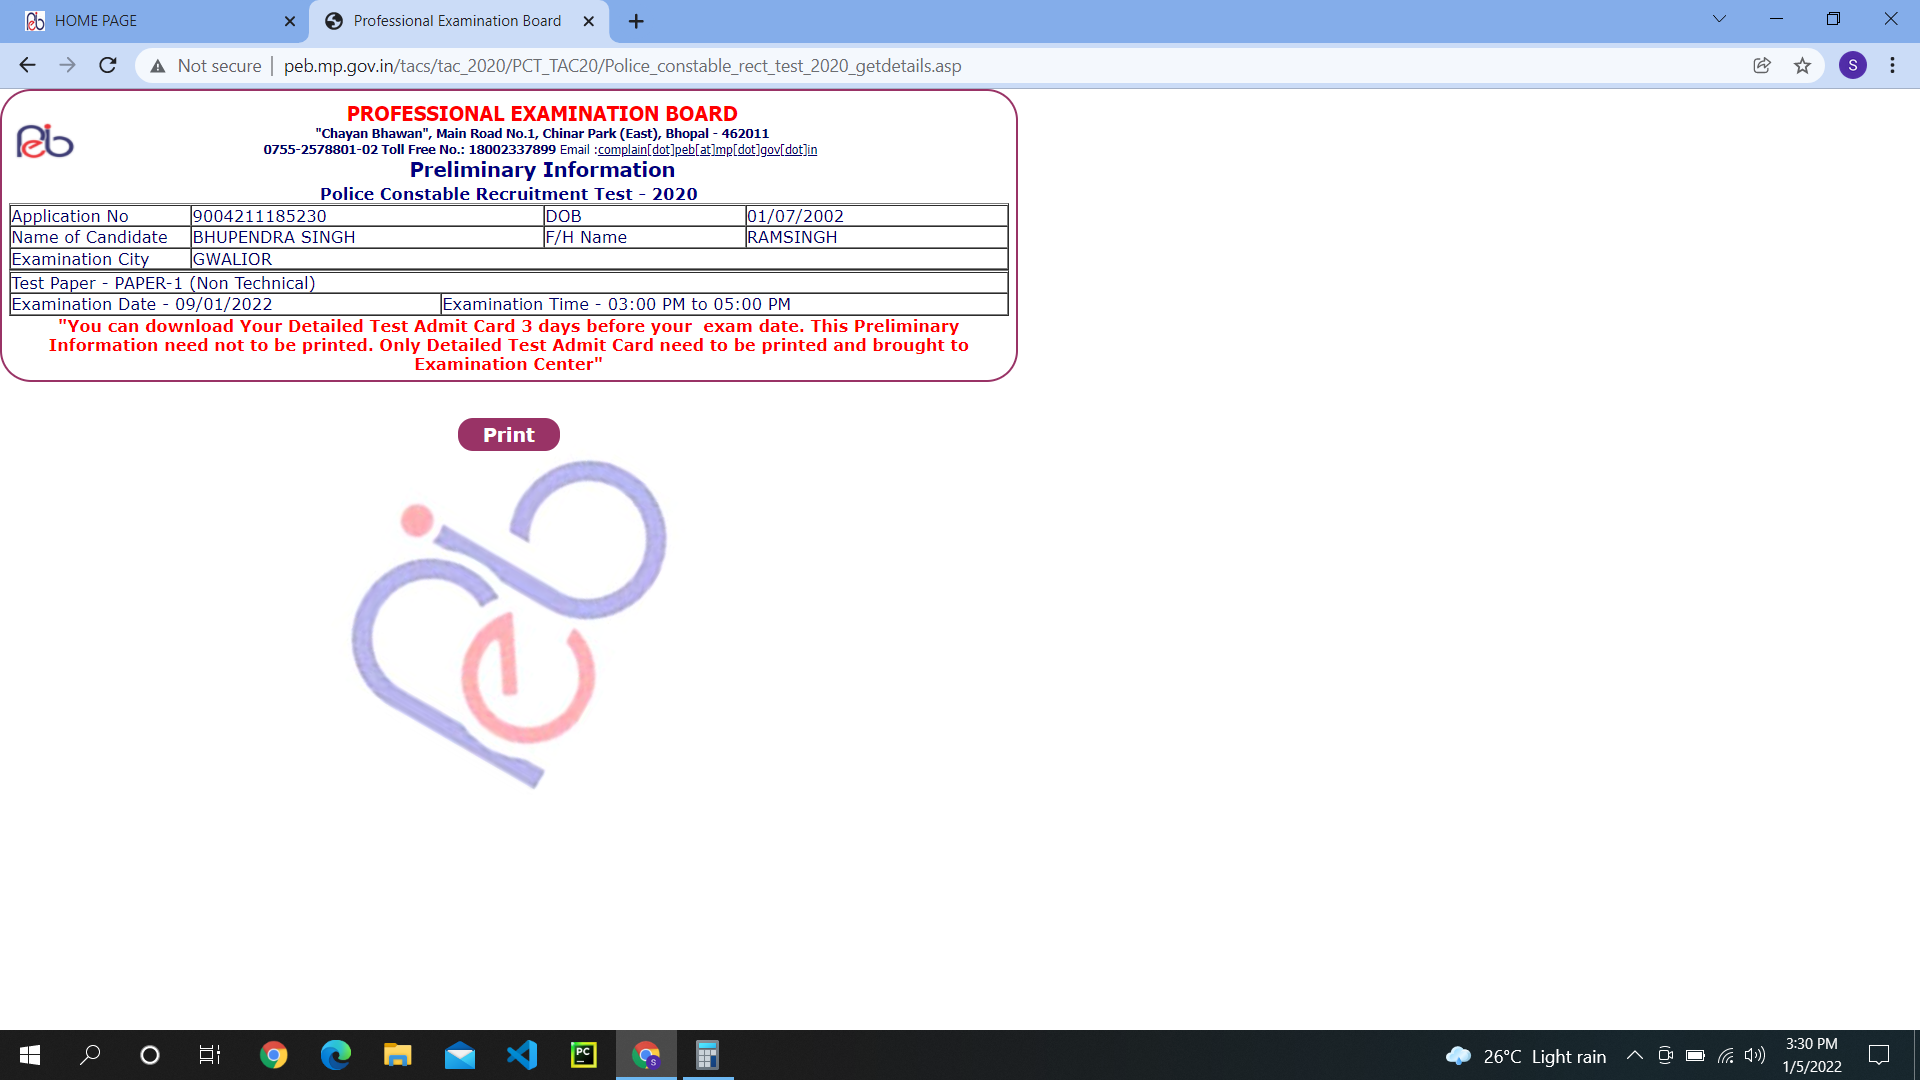 HOME PAGE
Professional Examination Board
Not secure
peb.mp.gov.in/tacs/tac_2020/PCT_TAC20/Police_constable_rect_test_2020_getdetails.asp
S
Peb
PROFESSIONAL EXAMINATION BOARD
"Chayan Bhawan", Main Road No.1, Chinar Park (East), Bhopal - 462011
0755-2578801-02 Toll Free No.: 18002337899 Email :complain[dot]peb[at]mp[dot]gov[dot]in
Preliminary Information
Police Constable Recruitment Test - 2020
Application No 9004211185230 DOB 01/07/2002
Name of Candidate BHUPENDRA SINGH F/H Name RAMSINGH
Examination City GWALIOR
Test Paper - PAPER-1 (Non Technical)
Examination Date - 09/01/2022 Examination Time - 03:00 PM to 05:00 PM
"You can download Your Detailed Test Admit Card 3 days before your exam date. This Preliminary
Information need not to be printed. Only Detailed Test Admit Card need to be printed and brought to
Examination Center"
Print
Peb
PC
S
26°C Light rain
3:30 PM
1/5/2022